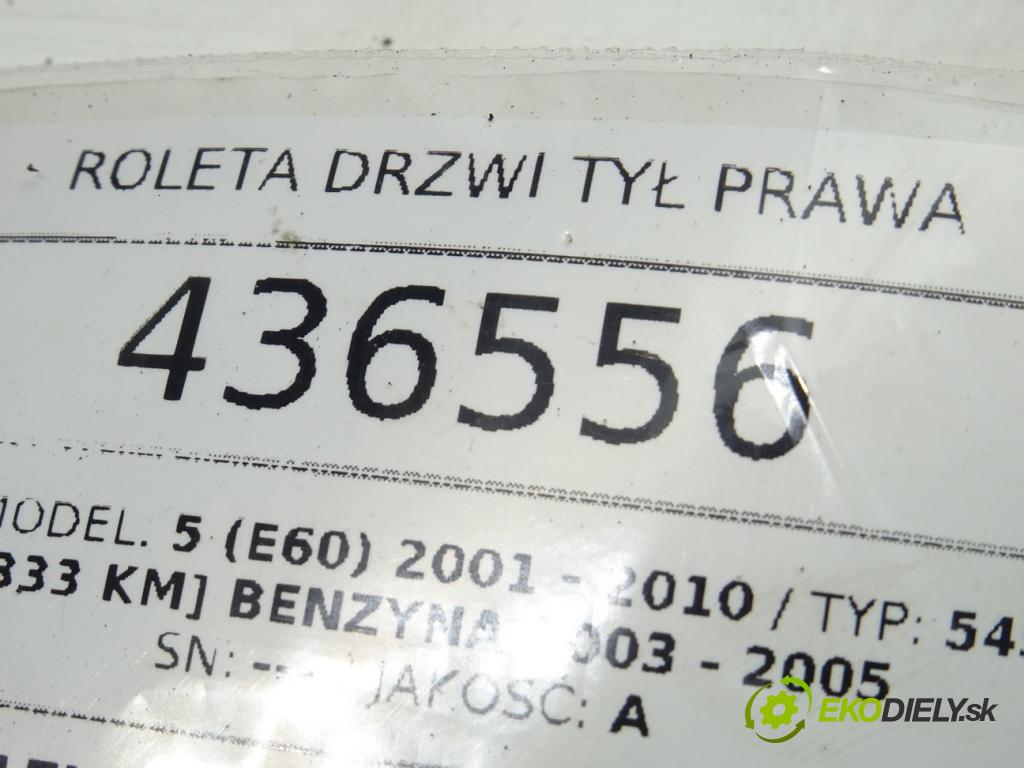 ROLETA DRZWI TYŁ PRAWA
436556
MODEL. 5 (E60) 2001 - 2010 / TYP: 545
333 KM] BENZYNA 2003 - 2005
SN: -- JAKOŚĆ: A
EKODIELY.sk